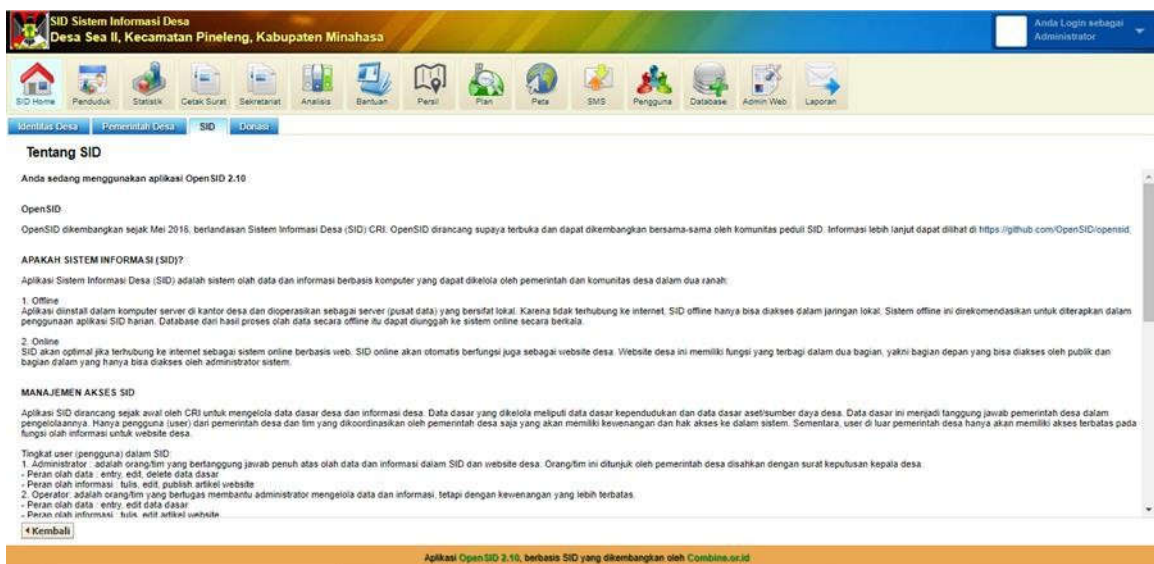 SID Sistem Informasi Desa
Desa Sea II, Kecamatan Pineleng, Kabupaten Minahasa
Anda Login sebagai
Administrator
SID Home Penduduk Statistik Cetak Surat Sekretariat Analisis Bantuan Persil Plan Peta SMS Pengguna Database Admin Web Laporan
Identitas Desa Pemerintah Desa SID Donasi
Tentang SID
Anda sedang menggunakan aplikasi OpenSID 2.10
OpenSID
OpenSID dikembangkan sejak Mei 2016, berlandasan Sistem Informasi Desa (SID) CRI. OpenSID dirancang supaya terbuka dan dapat dikembangkan bersama-sama oleh komunitas peduli SID. Informasi lebih lanjut dapat dilihat di https://github.com/OpenSID/opensid.
APAKAH SISTEM INFORMASI (SID)?
Aplikasi Sistem Informasi Desa (SID) adalah sistem olah data dan informasi berbasis komputer yang dapat dikelola oleh pemerintah dan komunitas desa dalam dua ranah:
1. Offline
Aplikasi diinstall dalam komputer server di kantor desa dan dioperasikan sebagai server (pusat data) yang bersifat lokal. Karena tidak terhubung ke internet, SID offline hanya bisa diakses dalam jaringan lokal. Sistem offline ini direkomendasikan untuk diterapkan dalam
penggunaan aplikasi SID harian. Database dari hasil proses olah data secara offline itu dapat diunggah ke sistem online secara berkala.
2. Online
SID akan optimal jika terhubung ke internet sebagai sistem online berbasis web. SID online akan otomatis berfungsi juga sebagai website desa. Website desa ini memiliki fungsi yang terbagi dalam dua bagian, yakni bagian depan yang bisa diakses oleh publik dan
bagian dalam yang hanya bisa diakses oleh administrator sistem.
MANAJEMEN AKSES SID
Aplikasi SID dirancang sejak awal oleh CRI untuk mengelola data dasar desa dan informasi desa. Data dasar yang dikelola meliputi data dasar kependudukan dan data dasar aset/sumber daya desa. Data dasar ini menjadi tanggung jawab pemerintah desa dalam
pengelolaannya. Hanya pengguna (user) dari pemerintah desa dan tim yang dikoordinasikan oleh pemerintah desa saja yang akan memiliki kewenangan dan hak akses ke dalam sistem. Sementara, user di luar pemerintah desa hanya akan memiliki akses terbatas pada
fungsi olah informasi untuk website desa.
Tingkat user (pengguna) dalam SID:
1. Administrator : adalah orang/tim yang bertanggung jawab penuh atas olah data dan informasi dalam SID dan website desa. Orang/tim ini ditunjuk oleh pemerintah desa disahkan dengan surat keputusan kepala desa.
- Peran olah data : entry, edit, delete data dasar
- Peran olah informasi : tulis, edit, publish artikel website
2. Operator: adalah orang/tim yang bertugas membantu administrator mengelola data dan informasi, tetapi dengan kewenangan yang lebih terbatas.
- Peran olah data : entry, edit data dasar
- Peran olah informasi : tulis, edit artikel website
Kembali
Aplikasi OpenSID 2.10, berbasis SID yang dikembangkan oleh Combine.or.id